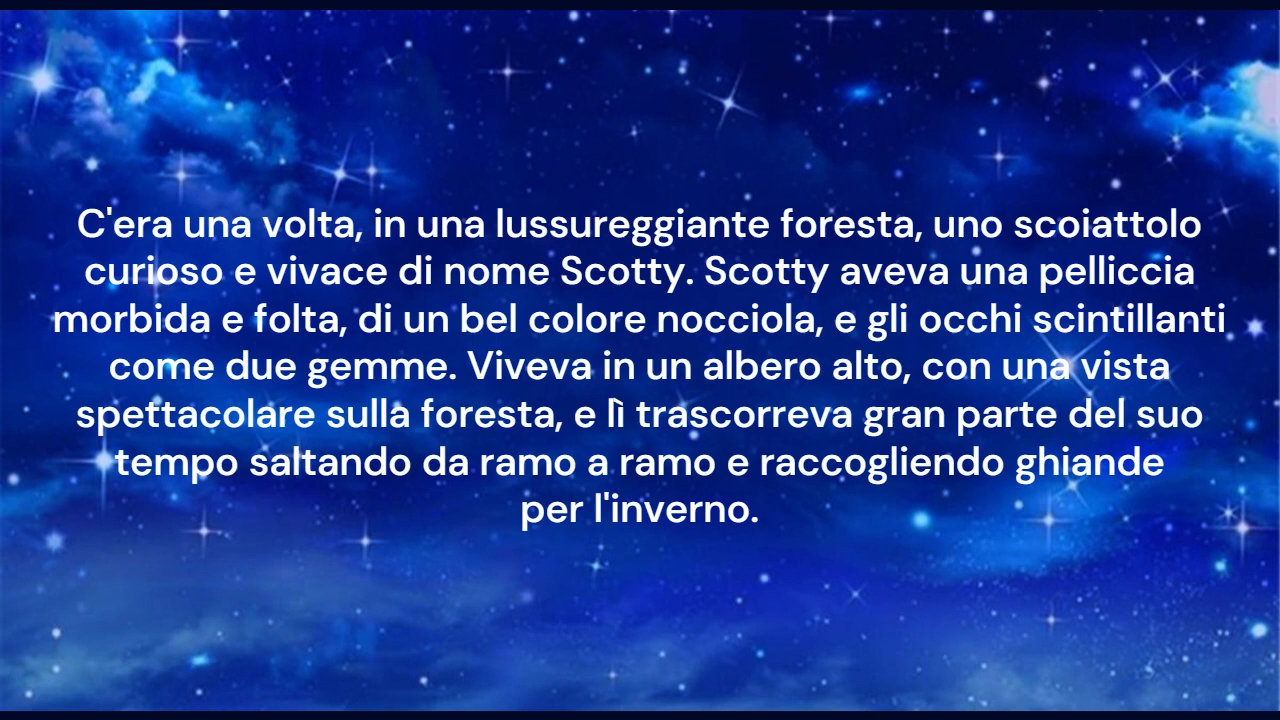 C'era una volta, in una lussureggiante foresta, uno scoiattolo
curioso e vivace di nome Scotty. Scotty aveva una pelliccia
morbida e folta, di un bel colore nocciola, e gli occhi scintillanti
come due gemme. Viveva in un albero alto, con una vista
spettacolare sulla foresta, e lì trascorreva gran parte del suo
tempo saltando da ramo a ramo e raccogliendo ghiande
per l'inverno.